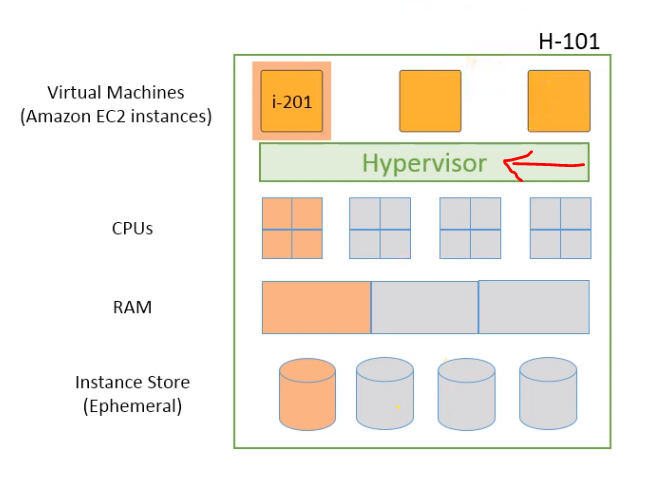 H-101
Virtual Machines
(Amazon EC2 instances)
i-201
Hypervisor
CPUs
RAM
Instance Store
(Ephemeral)